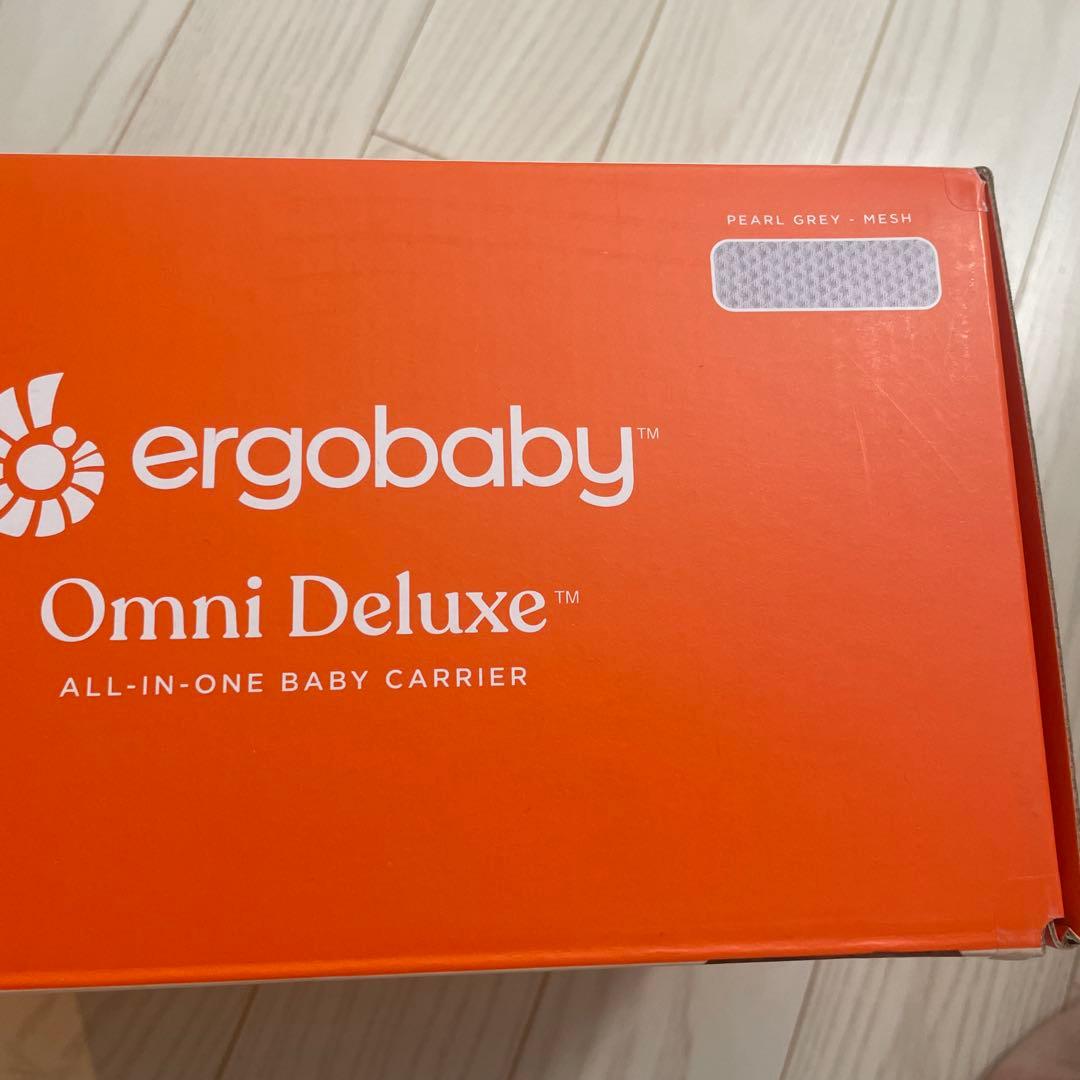 PEARL GREY - MESH
ergobaby™
Omni Deluxe™
ALL-IN-ONE BABY CARRIER